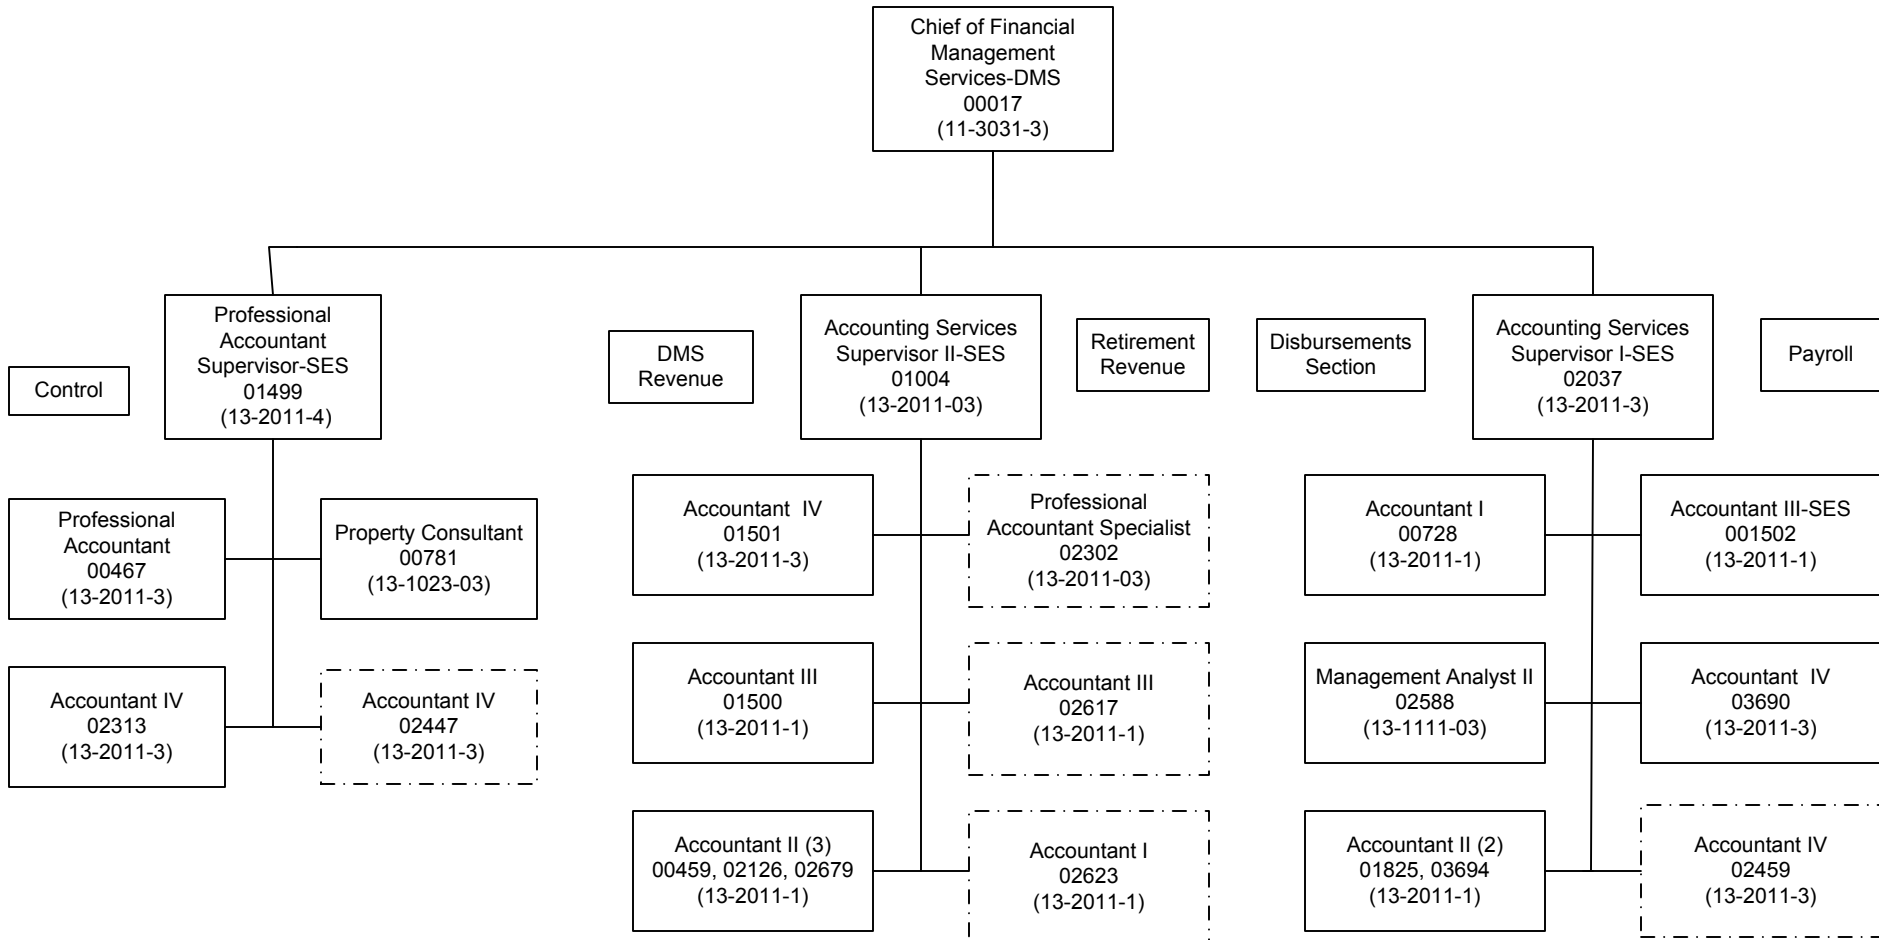 Chief of Financial
Management
Services-DMS
00017
(11-3031-3)
Control
Professional
Accountant
Supervisor-SES
01499
(13-2011-4)
DMS
Revenue
Accounting Services
Supervisor II-SES
01004
(13-2011-03)
Retirement
Revenue
Disbursements
Section
Accounting Services
Supervisor I-SES
02037
(13-2011-3)
Payroll
Professional
Accountant
00467
(13-2011-3)
Property Consultant
00781
(13-1023-03)
Accountant  IV
01501
(13-2011-3)
Professional
Accountant Specialist
02302
(13-2011-03)
Accountant I
00728
(13-2011-1)
Accountant III-SES
001502
(13-2011-1)
Accountant IV
02313
(13-2011-3)
Accountant IV
02447
(13-2011-3)
Accountant III
01500
(13-2011-1)
Accountant III
02617
(13-2011-1)
Management Analyst II
02588
(13-1111-03)
Accountant  IV
03690
(13-2011-3)
Accountant II (3)
00459, 02126, 02679
(13-2011-1)
Accountant I
02623
(13-2011-1)
Accountant II (2)
01825, 03694
(13-2011-1)
Accountant IV
02459
(13-2011-3)